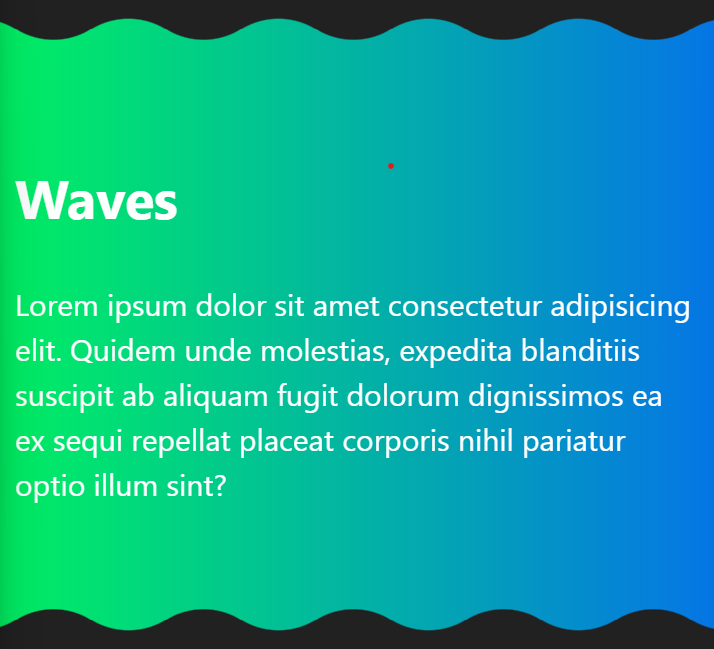 Waves
Lorem ipsum dolor sit amet consectetur adipisicing
elit. Quidem unde molestias, expedita blanditiis
suscipit ab aliquam fugit dolorum dignissimos ea
ex sequi repellat placeat corporis nihil pariatur
optio illum sint?